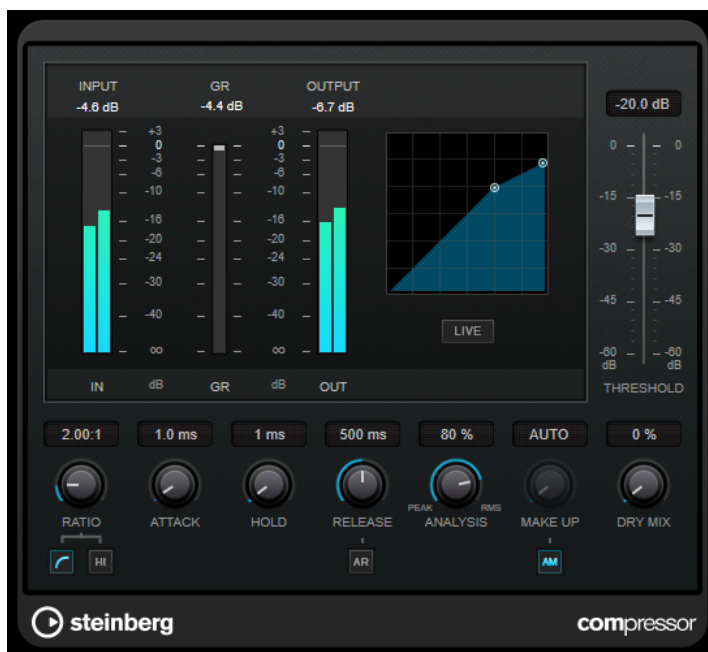 INPUT GR OUTPUT
-4.6 dB -4.4 dB -6.7 dB
-20.0 dB
+3 +3
0 0
-3 -3
-6 -6
-10 -10
-16 -16
-20 -20
-24 -24
-30 -30
-40 -40
∞ ∞
0 0
-15 -15
-30 -30
-45 -45
-60 -60
dB dB
LIVE
IN dB GR dB OUT
THRESHOLD
2.00:1 1.0 ms 1 ms 500 ms 80 % AUTO 0 %
PEAK RMS
RATIO ATTACK HOLD RELEASE ANALYSIS MAKE UP DRY MIX
HI AR AM
steinberg compressor